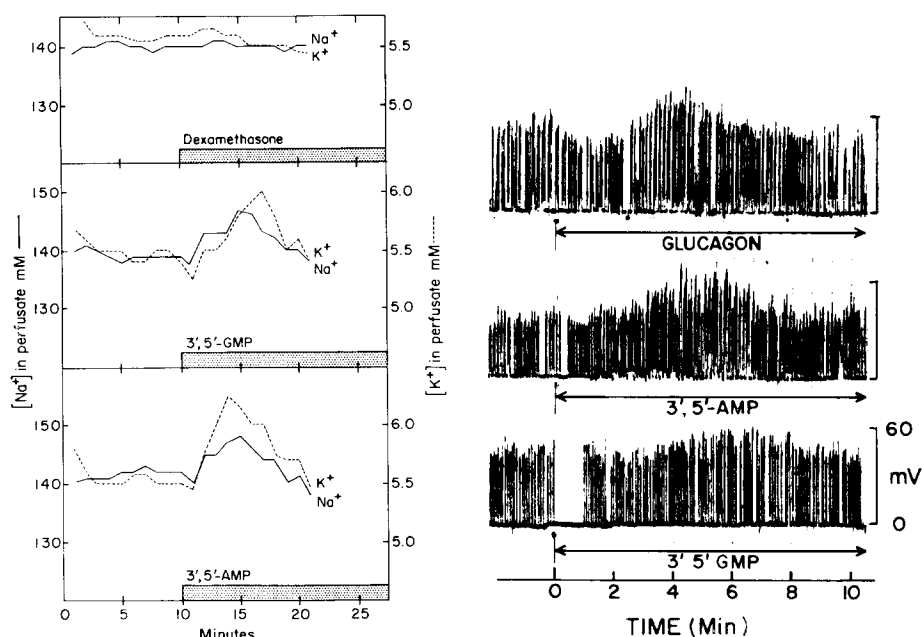 140
130
Na⁺
K⁺
5.5
5.0
Dexamethasone
150
140
130
6.0
5.5
5.0
K⁺
Na⁺
3',5'-GMP
150
140
130
6.0
5.5
5.0
K⁺
Na⁺
3',5'-AMP
0 5 10 15 20 25
Minutes
[Na⁺] in perfusate mM
[K⁺] in perfusate mM
GLUCAGON
3', 5'-AMP
60
mV
0
3' 5' GMP
0 2 4 6 8 10
TIME (Min)